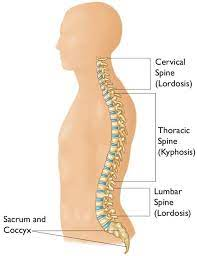 Cervical
Spine
(Lordosis)
Thoracic
Spine
(Kyphosis)
Lumbar
Spine
(Lordosis)
Sacrum and
Coccyx